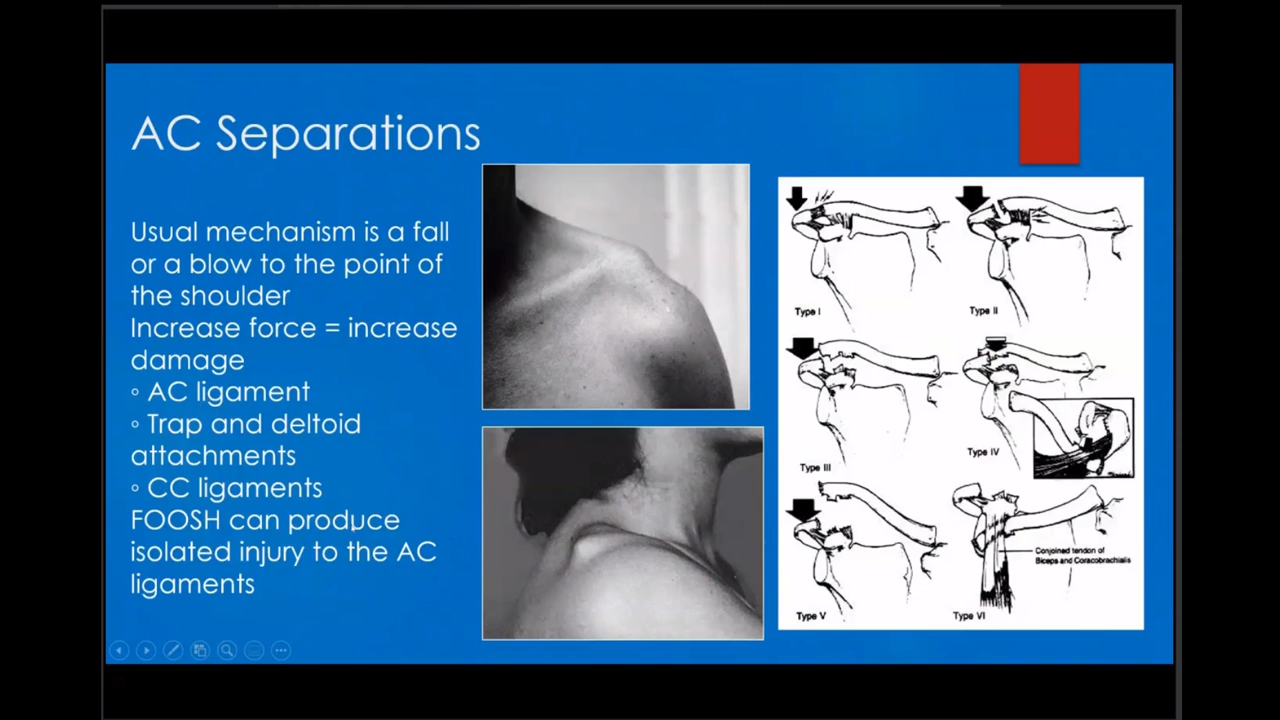 AC Separations
Usual mechanism is a fall
or a blow to the point of
the shoulder
Increase force = increase
damage
◦ AC ligament
◦ Trap and deltoid
attachments
◦ CC ligaments
FOOSH can produce
isolated injury to the AC
ligaments
Type I
Type II
Type III
Type IV
Type V
Type VI
Conjoined tendon of
Biceps and Coracobrachialis